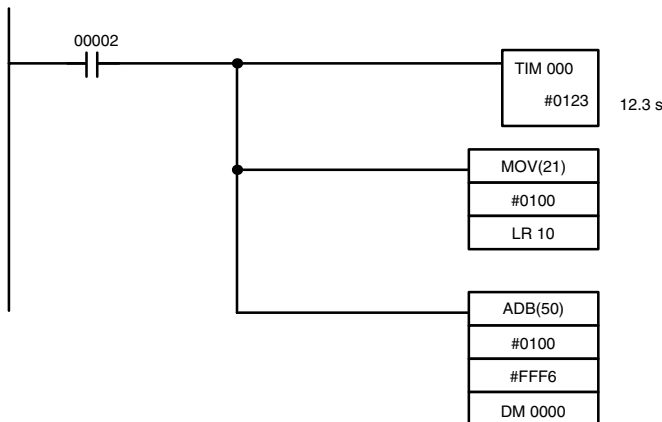 00002
TIM 000
#0123
12.3 s
MOV(21)
#0100
LR 10
ADB(50)
#0100
#FFF6
DM 0000